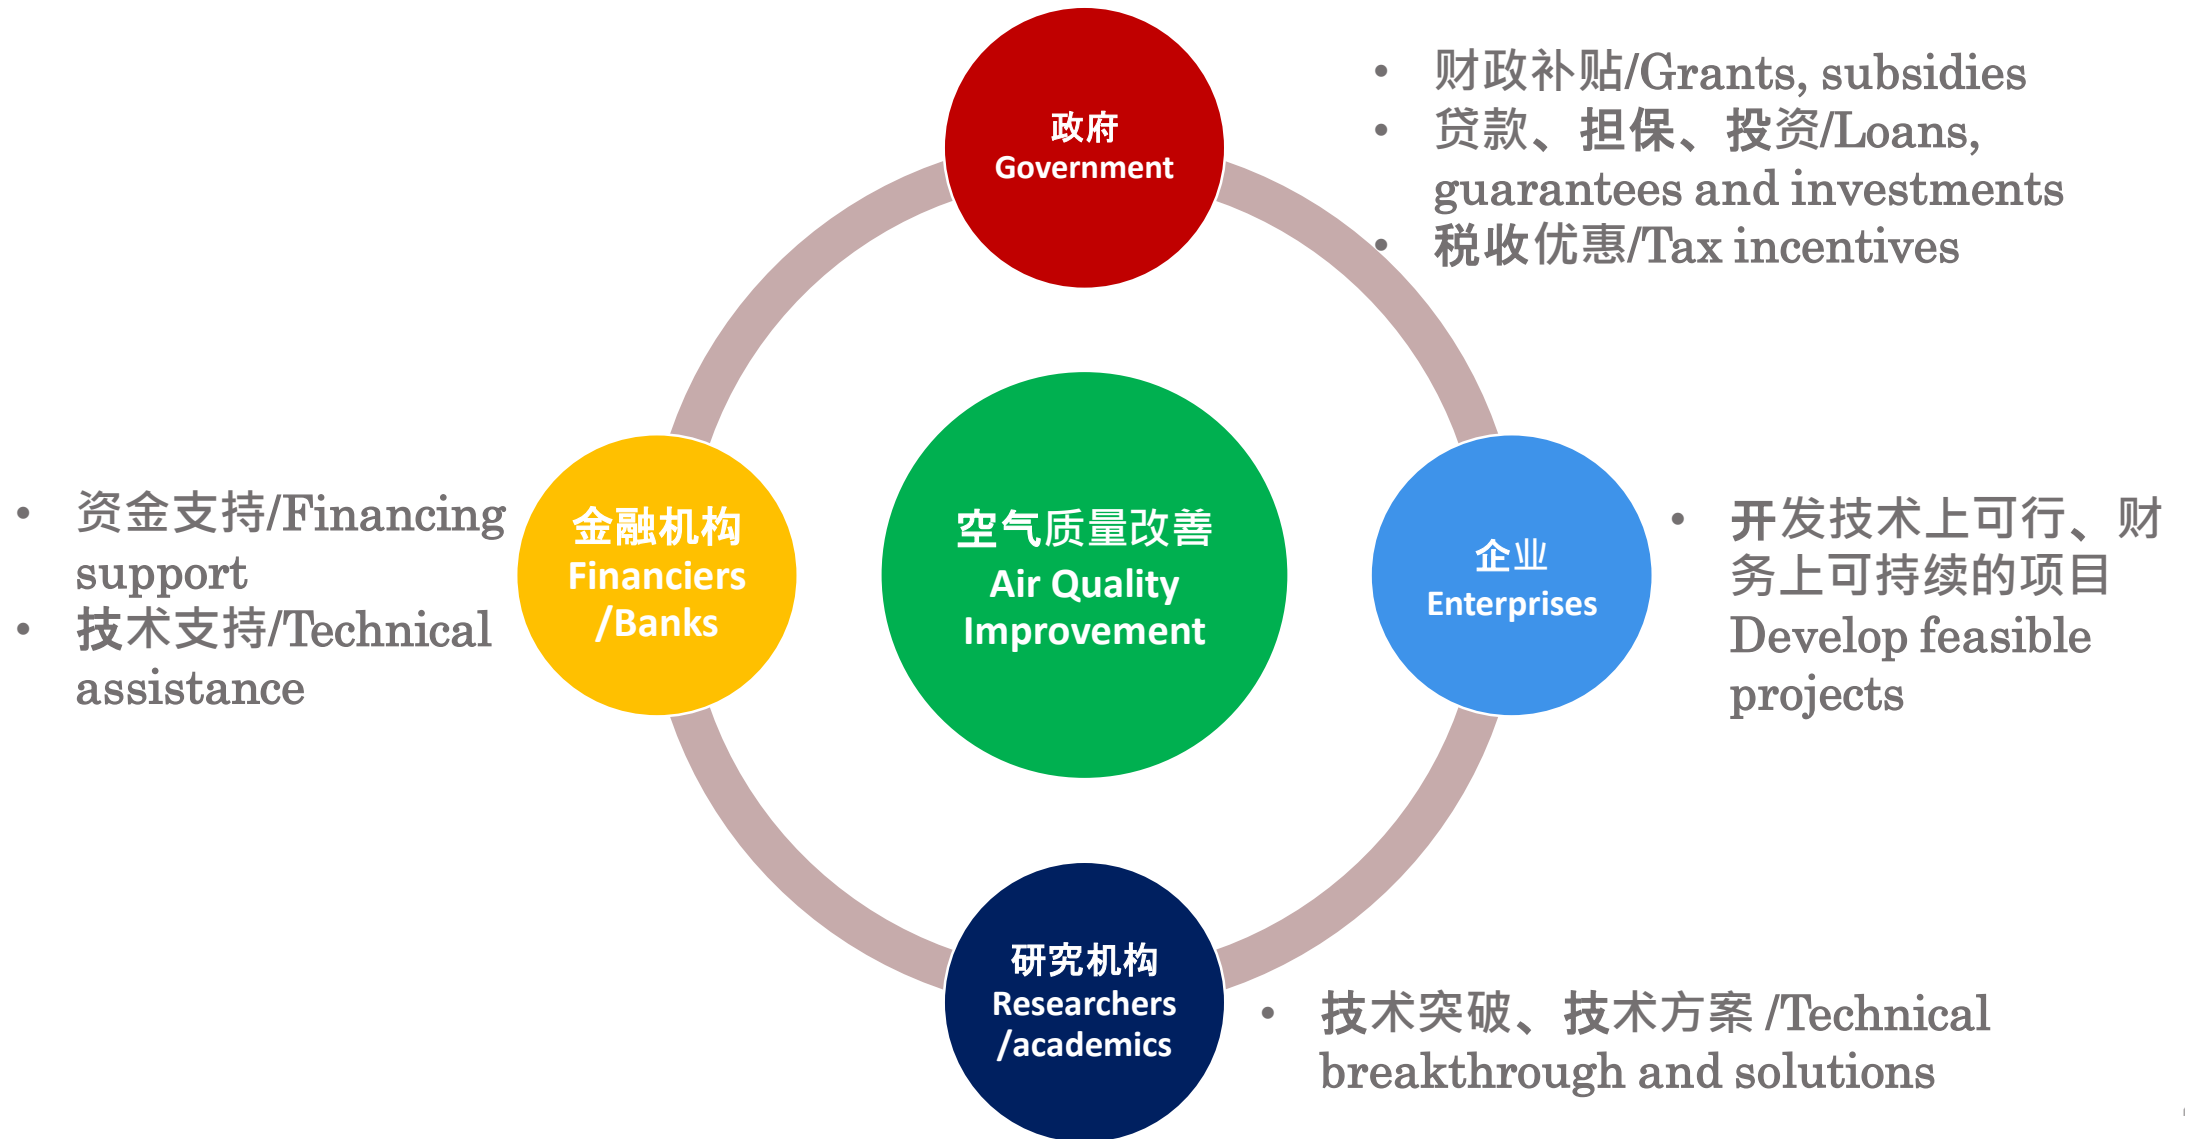 政府
Government
• 财政补贴/Grants, subsidies
• 贷款、担保、投资/Loans,
guarantees and investments
• 税收优惠/Tax incentives
• 资金支持/Financing
support
• 技术支持/Technical
assistance
金融机构
Financiers
/Banks
空气质量改善
Air Quality
Improvement
企业
Enterprises
• 开发技术上可行、财
务上可持续的项目
Develop feasible
projects
研究机构
Researchers
/academics
• 技术突破、技术方案 /Technical
breakthrough and solutions